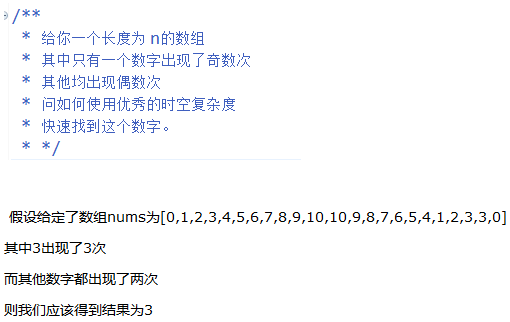 /**
* 给你一个长度为 n的数组
* 其中只有一个数字出现了奇数次
* 其他均出现偶数次
* 问如何使用优秀的时空复杂度
* 快速找到这个数字。
* */
假设给定了数组nums为[0,1,2,3,4,5,6,7,8,9,10,10,9,8,7,6,5,4,1,2,3,3,0]
其中3出现了3次
而其他数字都出现了两次
则我们应该得到结果为3